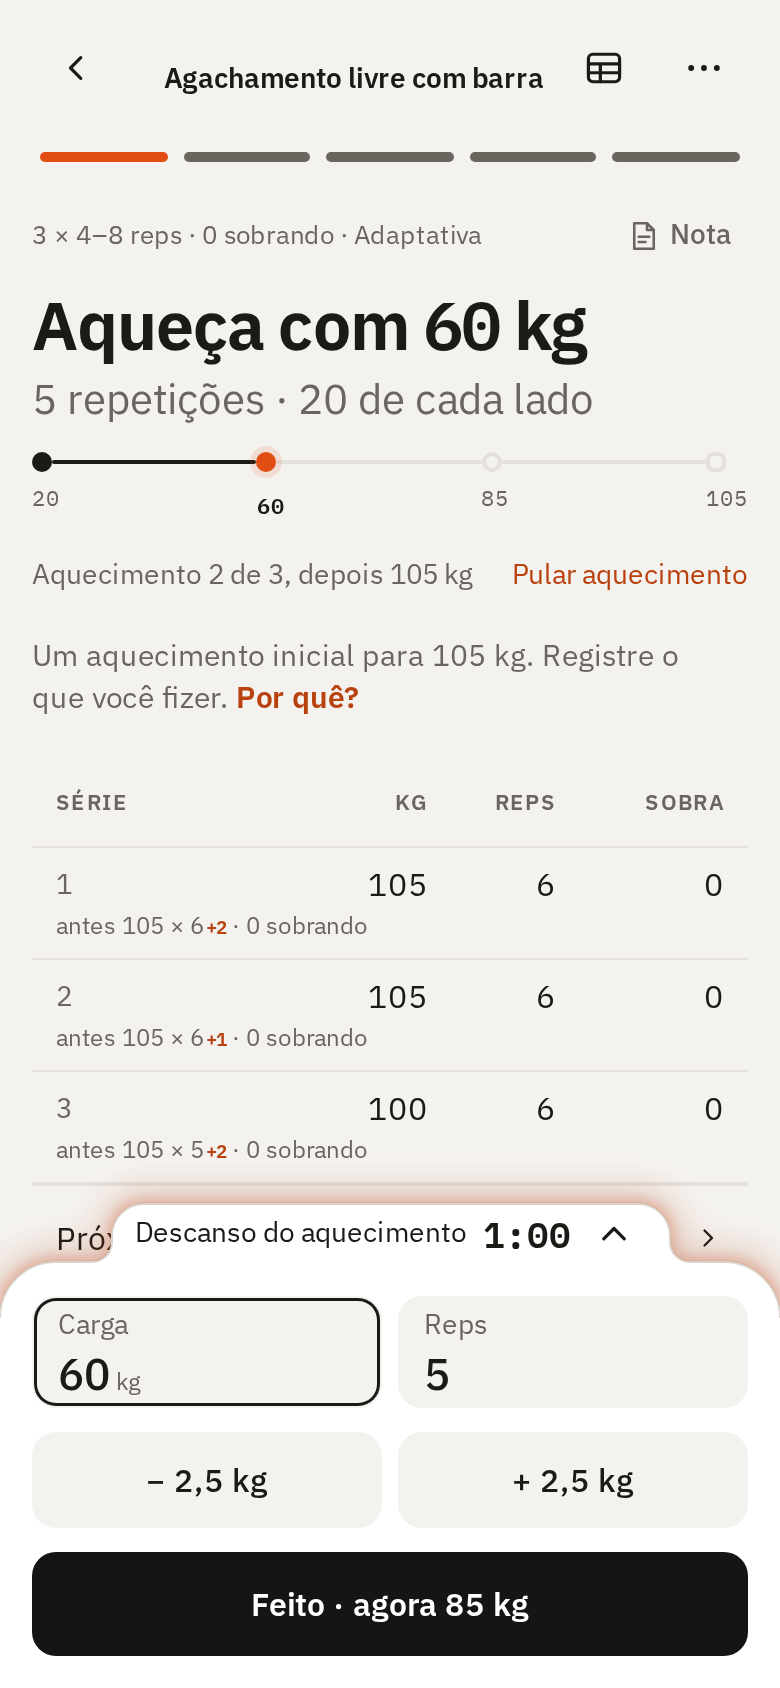 Agachamento livre com barra
3 × 4–8 reps · 0 sobrando · Adaptativa
Nota
Aqueça com 60 kg
5 repetições · 20 de cada lado
20 60 85 105
Aquecimento 2 de 3, depois 105 kg
Pular aquecimento
Um aquecimento inicial para 105 kg. Registre o
que você fizer. Por quê?
SÉRIE KG REPS SOBRA
1 105 6 0
antes 105 × 6 +2 · 0 sobrando
2 105 6 0
antes 105 × 6 +1 · 0 sobrando
3 100 6 0
antes 105 × 5 +2 · 0 sobrando
Descanso do aquecimento 1:00
Carga
60 kg
Reps
5
– 2,5 kg
+ 2,5 kg
Feito · agora 85 kg